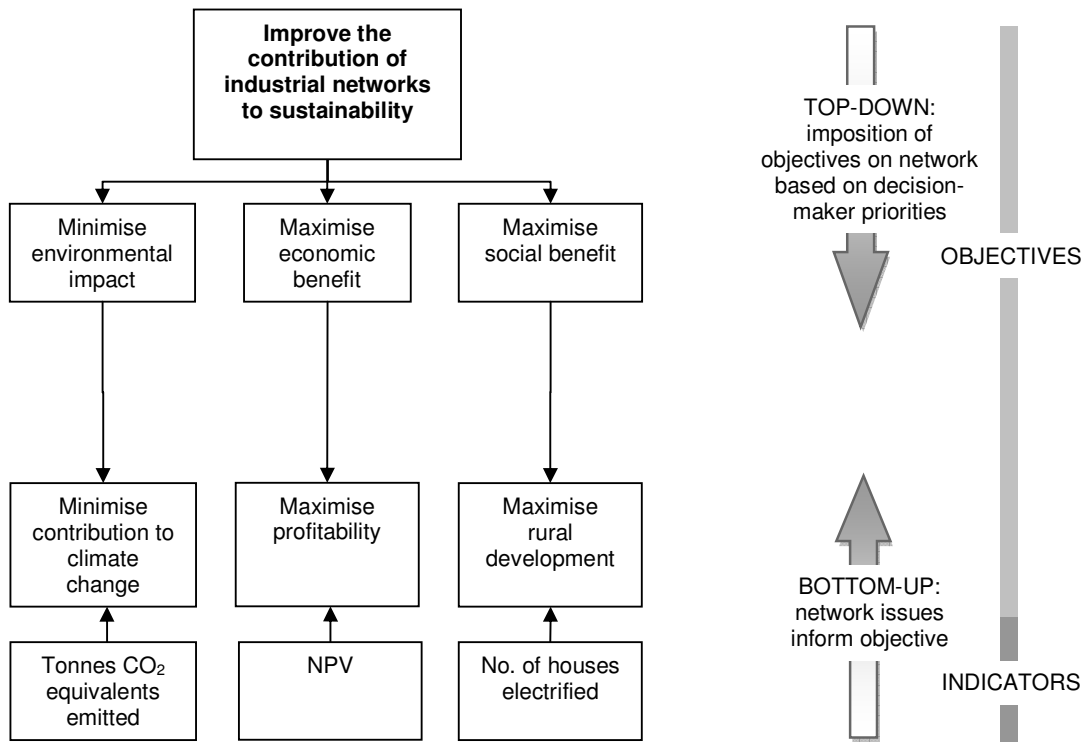 Improve the
contribution of
industrial networks
to sustainability
Minimise
environmental
impact
Maximise
economic
benefit
Maximise
social benefit
Minimise
contribution to
climate
change
Maximise
profitability
Maximise
rural
development
Tonnes CO₂
equivalents
emitted
NPV
No. of houses
electrified
TOP-DOWN:
imposition of
objectives on network
based on decision-
maker priorities
OBJECTIVES
BOTTOM-UP:
network issues
inform objective
INDICATORS